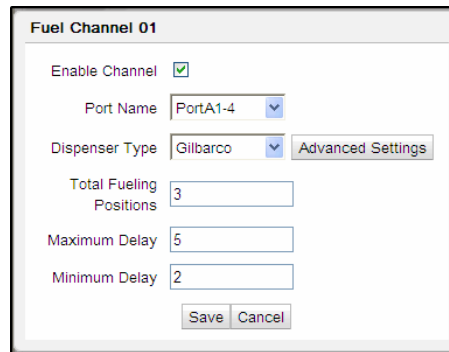 Fuel Channel 01
Enable Channel
Port Name PortA1-4
Dispenser Type Gilbarco Advanced Settings
Total Fueling
Positions 3
Maximum Delay 5
Minimum Delay 2
Save Cancel